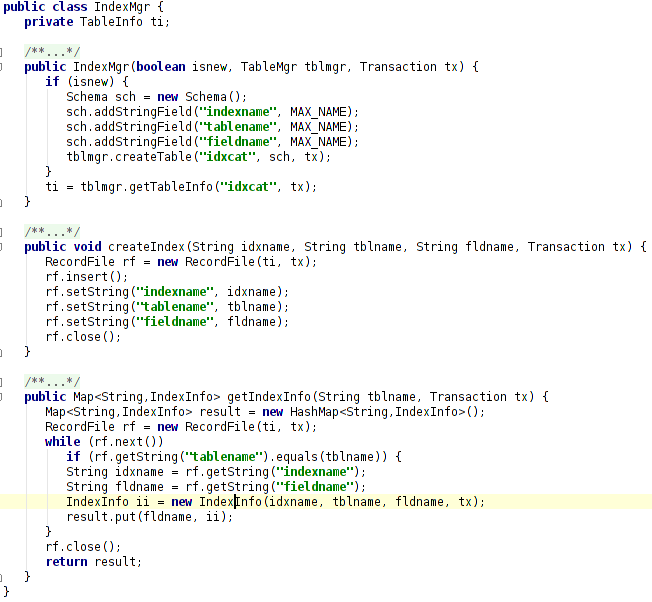 public class IndexMgr {
   private TableInfo ti;

   /**...*/
   public IndexMgr(boolean isnew, TableMgr tblmgr, Transaction tx) {
      if (isnew) {
         Schema sch = new Schema();
         sch.addStringField("indexname", MAX_NAME);
         sch.addStringField("tablename", MAX_NAME);
         sch.addStringField("fieldname", MAX_NAME);
         tblmgr.createTable("idxcat", sch, tx);
      }
      ti = tblmgr.getTableInfo("idxcat", tx);
   }

   /**...*/
   public void createIndex(String idxname, String tblname, String fldname, Transaction tx) {
      RecordFile rf = new RecordFile(ti, tx);
      rf.insert();
      rf.setString("indexname", idxname);
      rf.setString("tablename", tblname);
      rf.setString("fieldname", fldname);
      rf.close();
   }

   /**...*/
   public Map<String,IndexInfo> getIndexInfo(String tblname, Transaction tx) {
      Map<String,IndexInfo> result = new HashMap<String,IndexInfo>();
      RecordFile rf = new RecordFile(ti, tx);
      while (rf.next())
         if (rf.getString("tablename").equals(tblname)) {
         String idxname = rf.getString("indexname");
         String fldname = rf.getString("fieldname");
         IndexInfo ii = new IndexInfo(idxname, tblname, fldname, tx);
         result.put(fldname, ii);
      }
      rf.close();
      return result;
   }
}